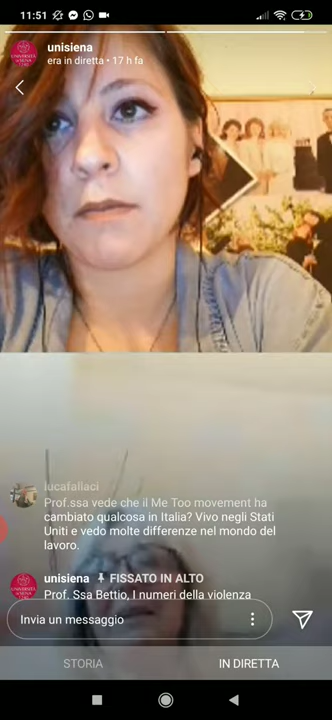 11:51
unisiena
era in diretta • 17 h fa
lucafallaci
Prof.ssa vede che il Me Too movement ha
cambiato qualcosa in Italia? Vivo negli Stati
Uniti e vedo molte differenze nel mondo del
lavoro.
unisiena FISSATO IN ALTO
Prof. Ssa Bettio, I numeri della violenza
Invia un messaggio
STORIA IN DIRETTA